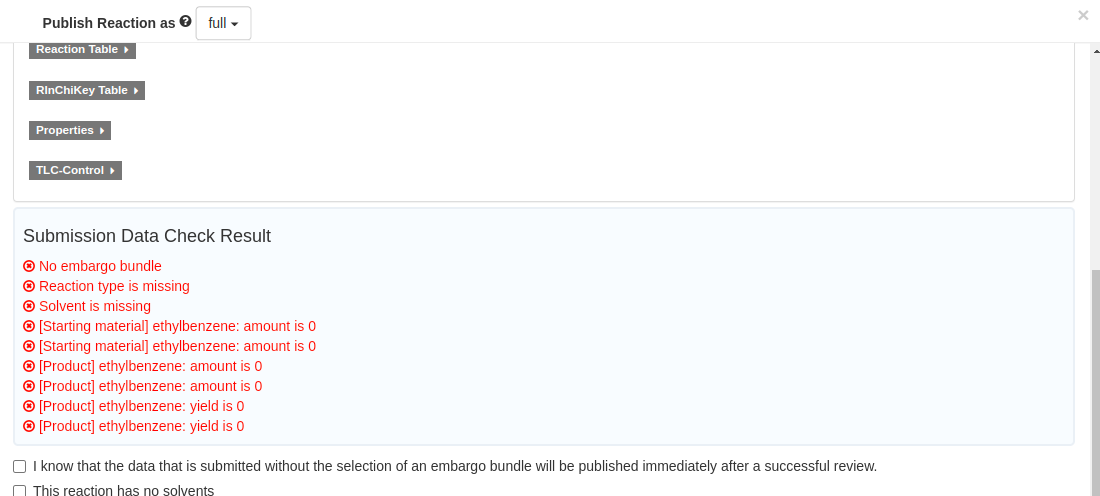 Publish Reaction as full
×
Reaction Table
RInChiKey Table
Properties
TLC-Control
Submission Data Check Result
No embargo bundle
Reaction type is missing
Solvent is missing
[Starting material] ethylbenzene: amount is 0
[Starting material] ethylbenzene: amount is 0
[Product] ethylbenzene: amount is 0
[Product] ethylbenzene: amount is 0
[Product] ethylbenzene: yield is 0
[Product] ethylbenzene: yield is 0
I know that the data that is submitted without the selection of an embargo bundle will be published immediately after a successful review.
This reaction has no solvents